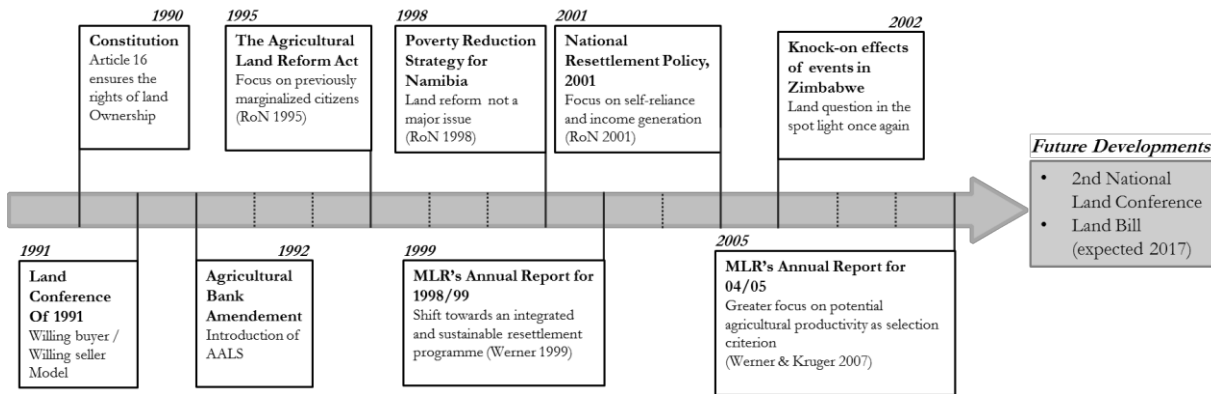 1990
Constitution
Article 16
ensures the
rights of land
Ownership
1995
The Agricultural
Land Reform Act
Focus on previously
marginalized citizens
(RoN 1995)
1998
Poverty Reduction
Strategy for
Namibia
Land reform not a
major issue
(RoN 1998)
2001
National
Resettlement Policy,
2001
Focus on self-reliance
and income generation
(RoN 2001)
2002
Knock-on effects
of events in
Zimbabwe
Land question in the
spot light once again
Future Developments
• 2nd National
Land Conference
• Land Bill
(expected 2017)
1991
Land
Conference
Of 1991
Willing buyer /
Willing seller
Model
1992
Agricultural
Bank
Amendement
Introduction of
AALS
1999
MLR's Annual Report for
1998/99
Shift towards an integrated
and sustainable resettlement
programme (Werner 1999)
2005
MLR's Annual Report for
04/05
Greater focus on potential
agricultural productivity as selection
criterion
(Werner & Kruger 2007)